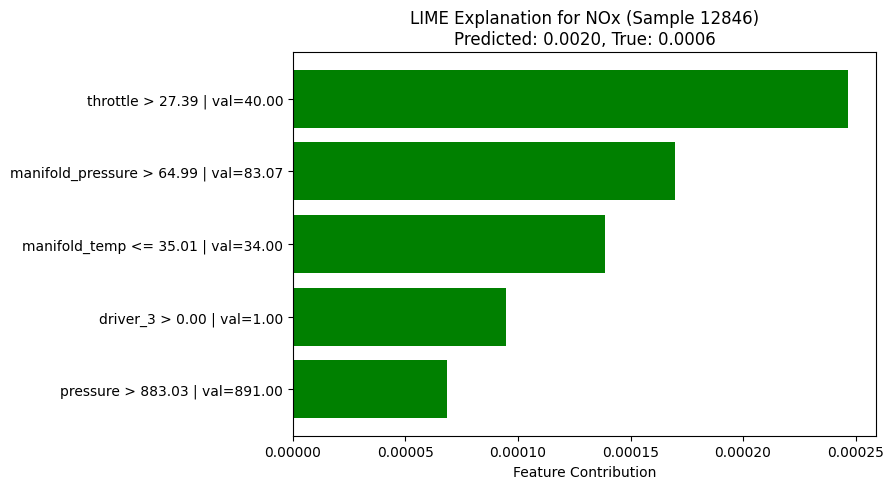 LIME Explanation for NOx (Sample 12846)
Predicted: 0.0020, True: 0.0006
throttle > 27.39 | val=40.00
manifold_pressure > 64.99 | val=83.07
manifold_temp <= 35.01 | val=34.00
driver_3 > 0.00 | val=1.00
pressure > 883.03 | val=891.00
0.00000 0.00005 0.00010 0.00015 0.00020 0.00025
Feature Contribution